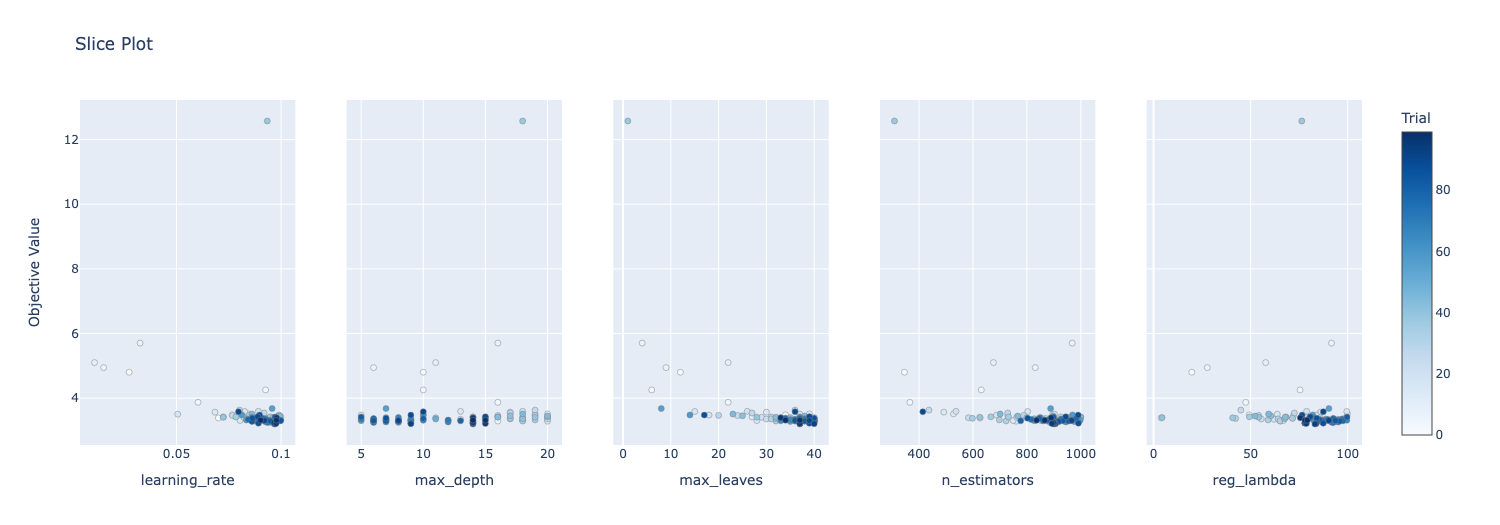 Slice Plot
Objective Value
12
10
8
6
4
0.05 0.1
learning_rate
5 10 15 20
max_depth
0 10 20 30 40
max_leaves
400 600 800 1000
n_estimators
0 50 100
reg_lambda
Trial
80
60
40
20
0